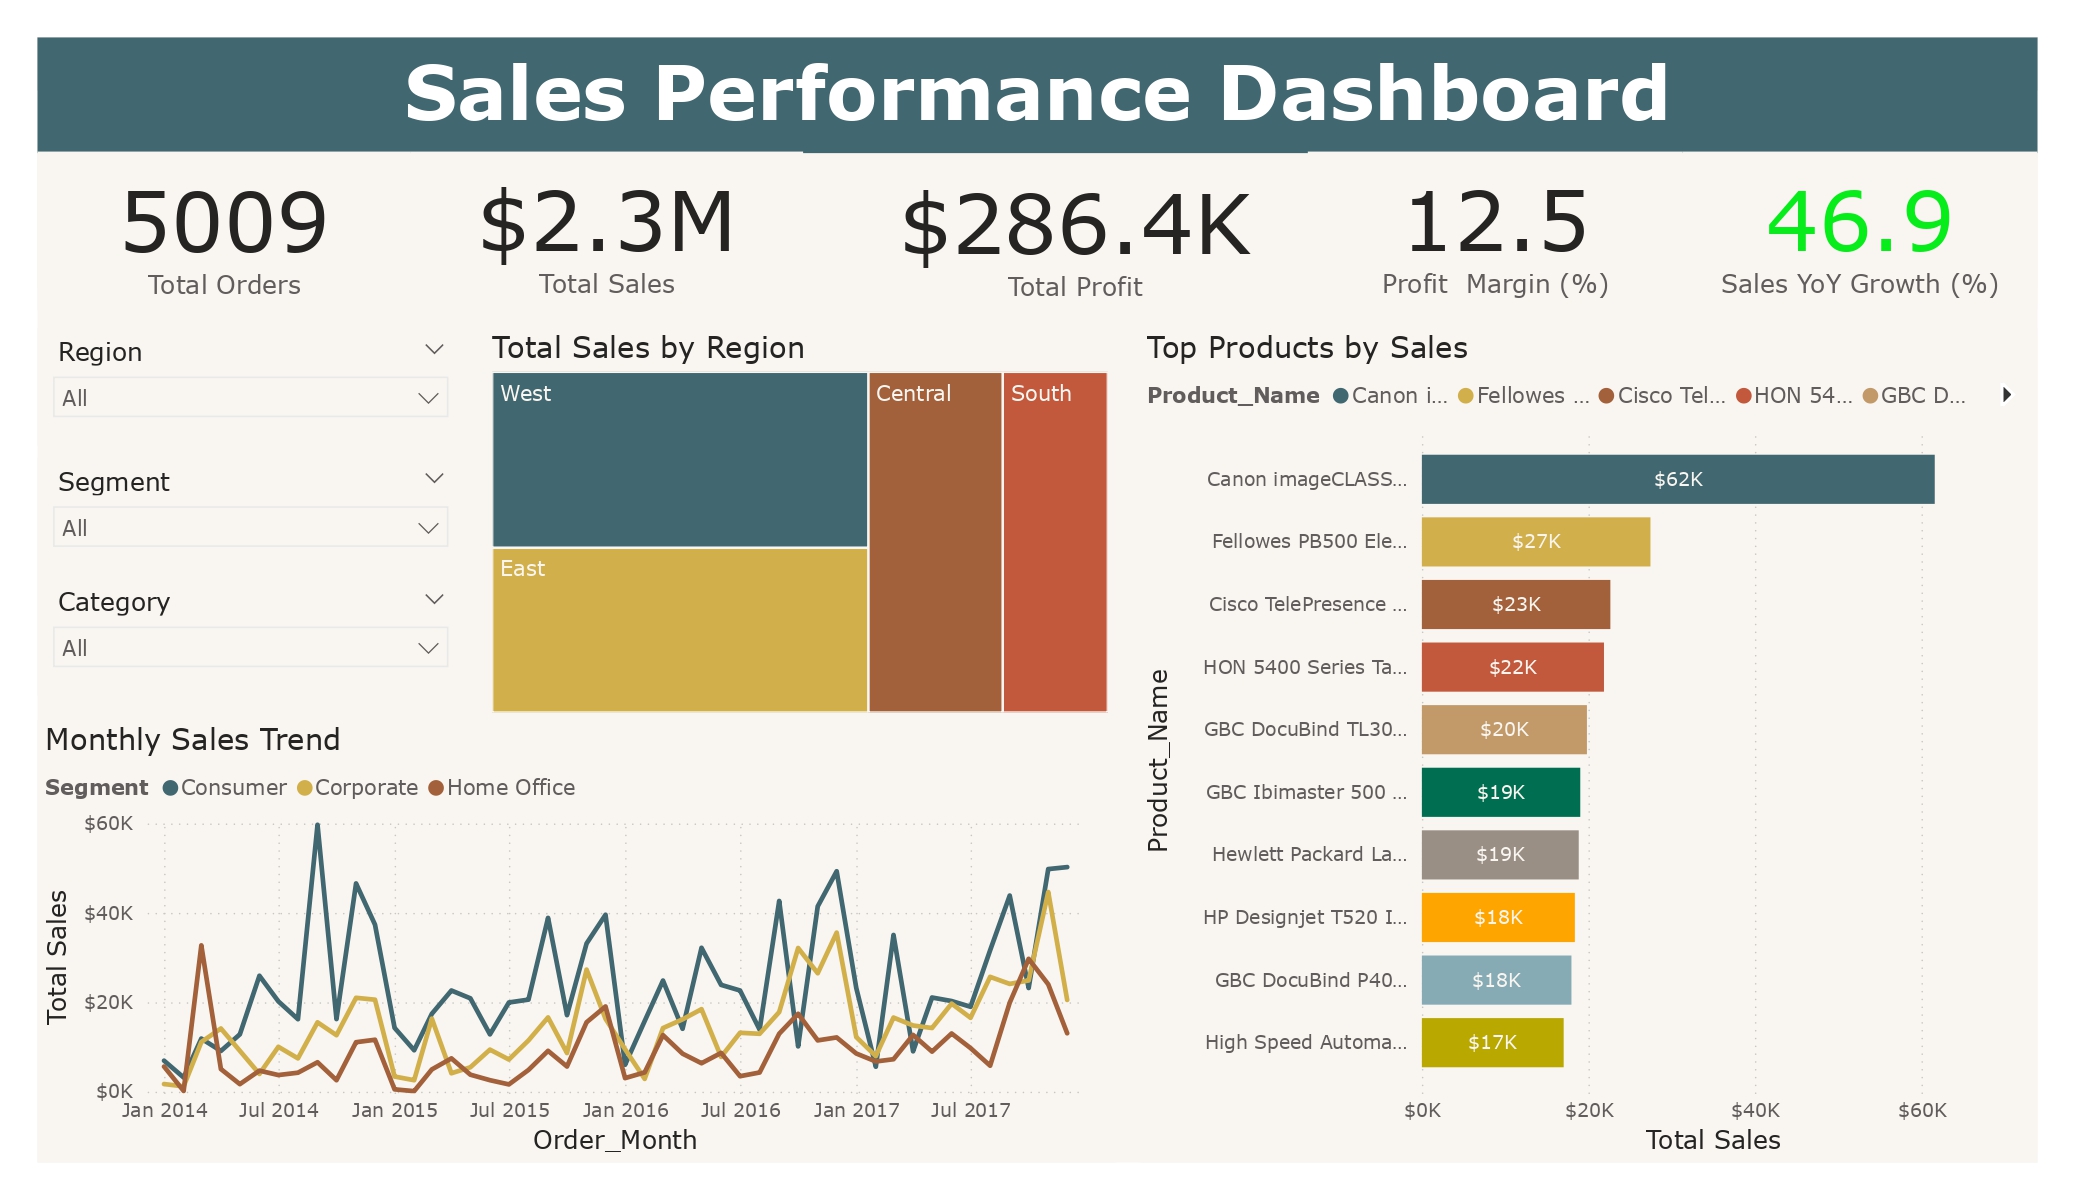 Sales Performance Dashboard
5009
Total Orders
$2.3M
Total Sales
$286.4K
Total Profit
12.5
Profit  Margin (%)
46.9
Sales YoY Growth (%)
Region
All
Segment
All
Category
All
Total Sales by Region
West
East
Central
South
Monthly Sales Trend
Segment Consumer Corporate Home Office
Total Sales
$60K
$40K
$20K
$0K
Jan 2014 Jul 2014 Jan 2015 Jul 2015 Jan 2016 Jul 2016 Jan 2017 Jul 2017
Order_Month
Top Products by Sales
Product_Name Canon i... Fellowes ... Cisco Tel... HON 54... GBC D...
Product_Name
Canon imageCLASS... $62K
Fellowes PB500 Ele... $27K
Cisco TelePresence ... $23K
HON 5400 Series Ta... $22K
GBC DocuBind TL30... $20K
GBC Ibimaster 500 ... $19K
Hewlett Packard La... $19K
HP Designjet T520 I... $18K
GBC DocuBind P40... $18K
High Speed Automa... $17K
$0K $20K $40K $60K
Total Sales